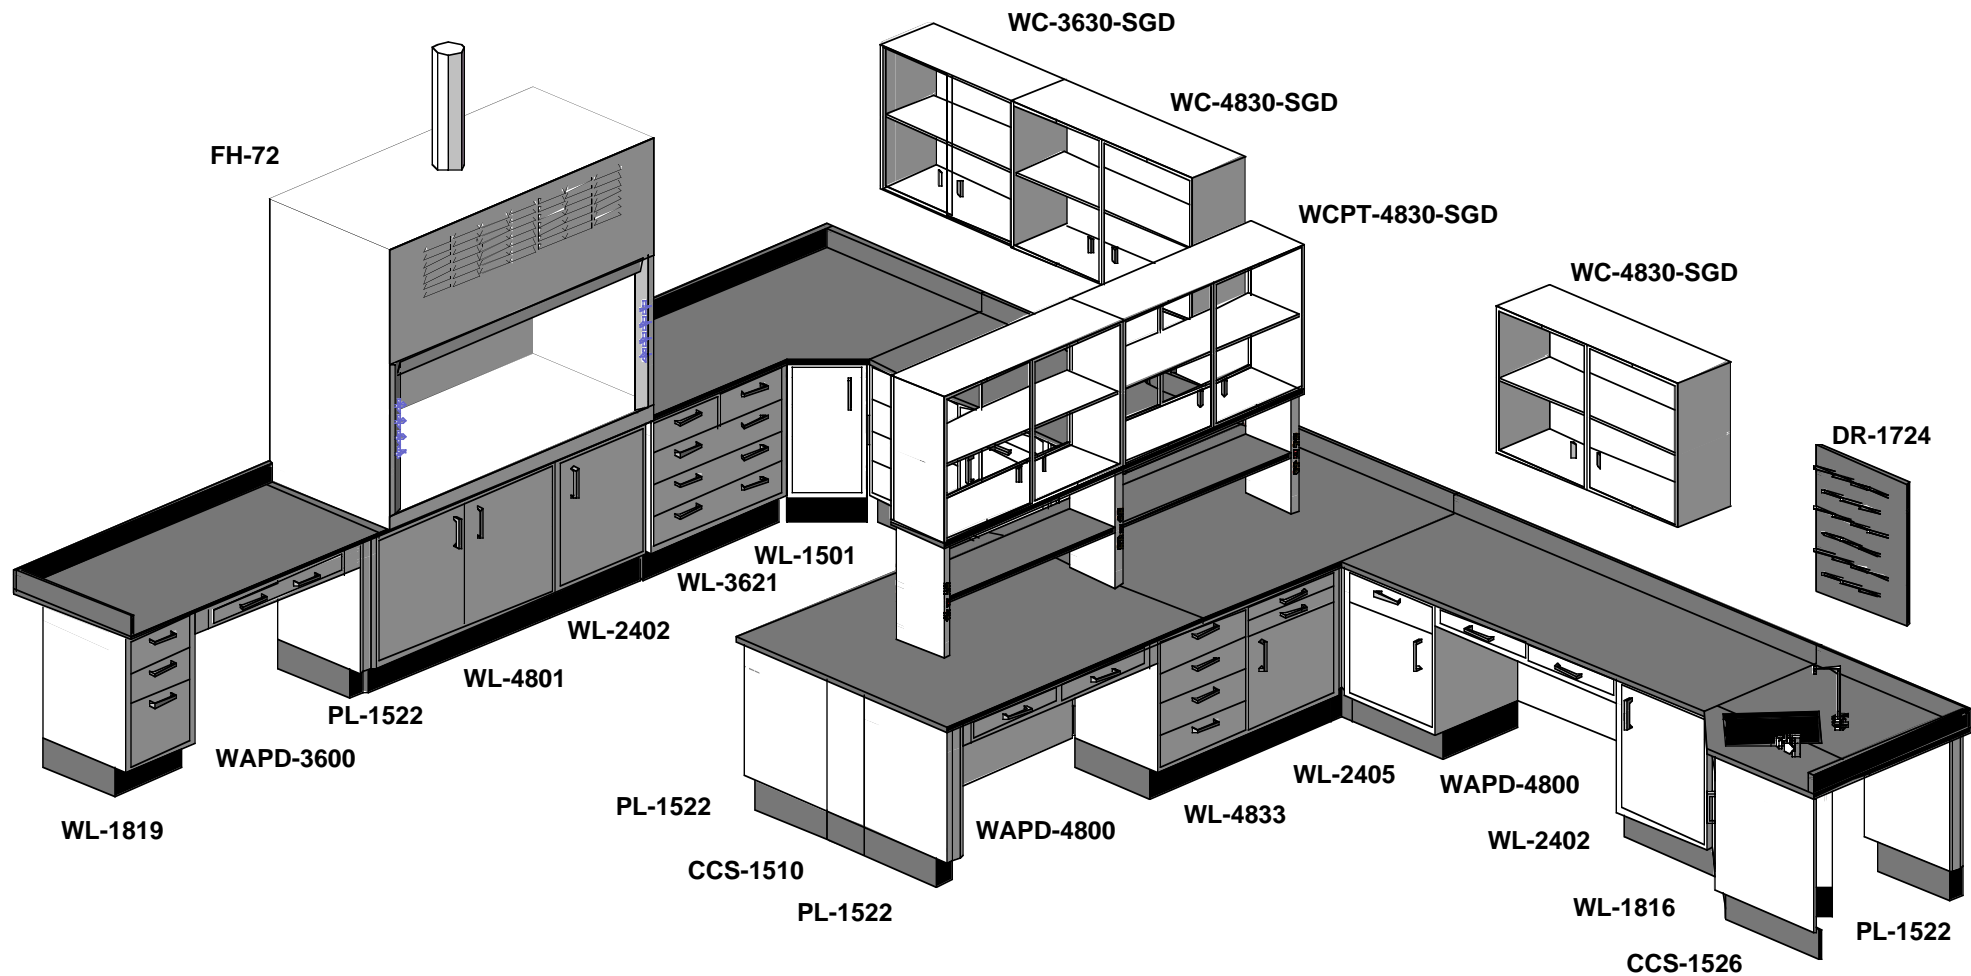 WC-3630-SGD
WC-4830-SGD
FH-72
WCPT-4830-SGD
WC-4830-SGD
DR-1724
WL-1501
WL-3621
WL-2402
WL-4801
PL-1522
WAPD-3600
WL-1819
WL-2405
WAPD-4800
PL-1522
WL-4833
WAPD-4800
WL-2402
CCS-1510
PL-1522
WL-1816
PL-1522
CCS-1526